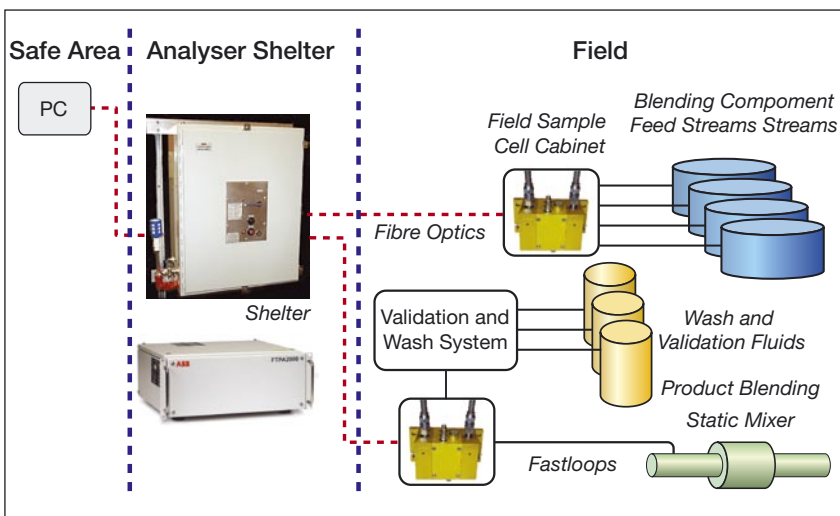 Safe Area
Analyser Shelter
Field
PC
Field Sample
Cell Cabinet
Blending Compoment
Feed Streams Streams
Fibre Optics
Shelter
Validation and
Wash System
Wash and
Validation Fluids
ABB
FTPA2000
Product Blending
Static Mixer
Fastloops